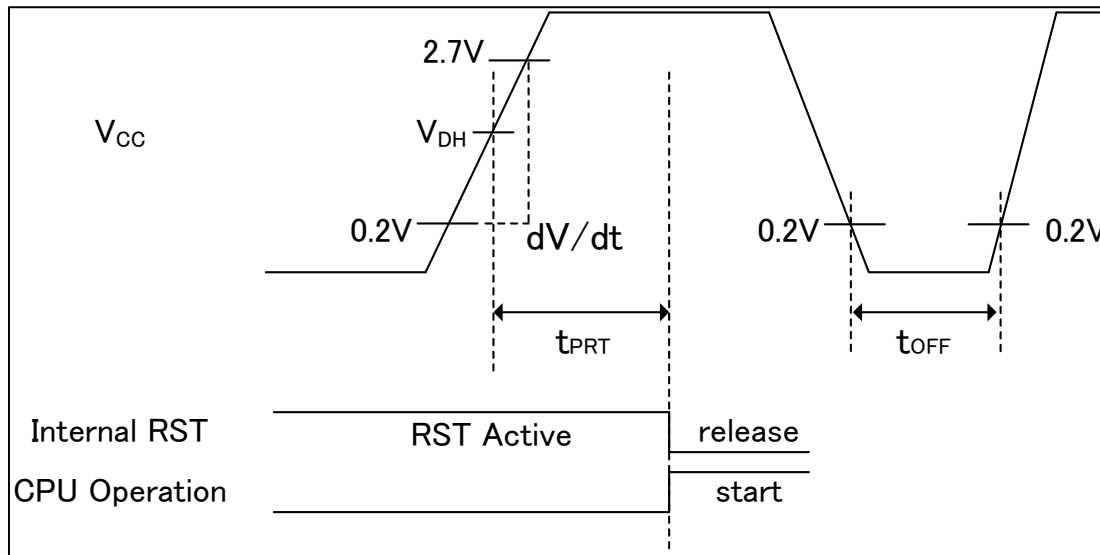 2.7V
VCC
VDH
0.2V
dV/dt
0.2V
0.2V
tPRT
tOFF
Internal RST
RST Active
release
CPU Operation
start